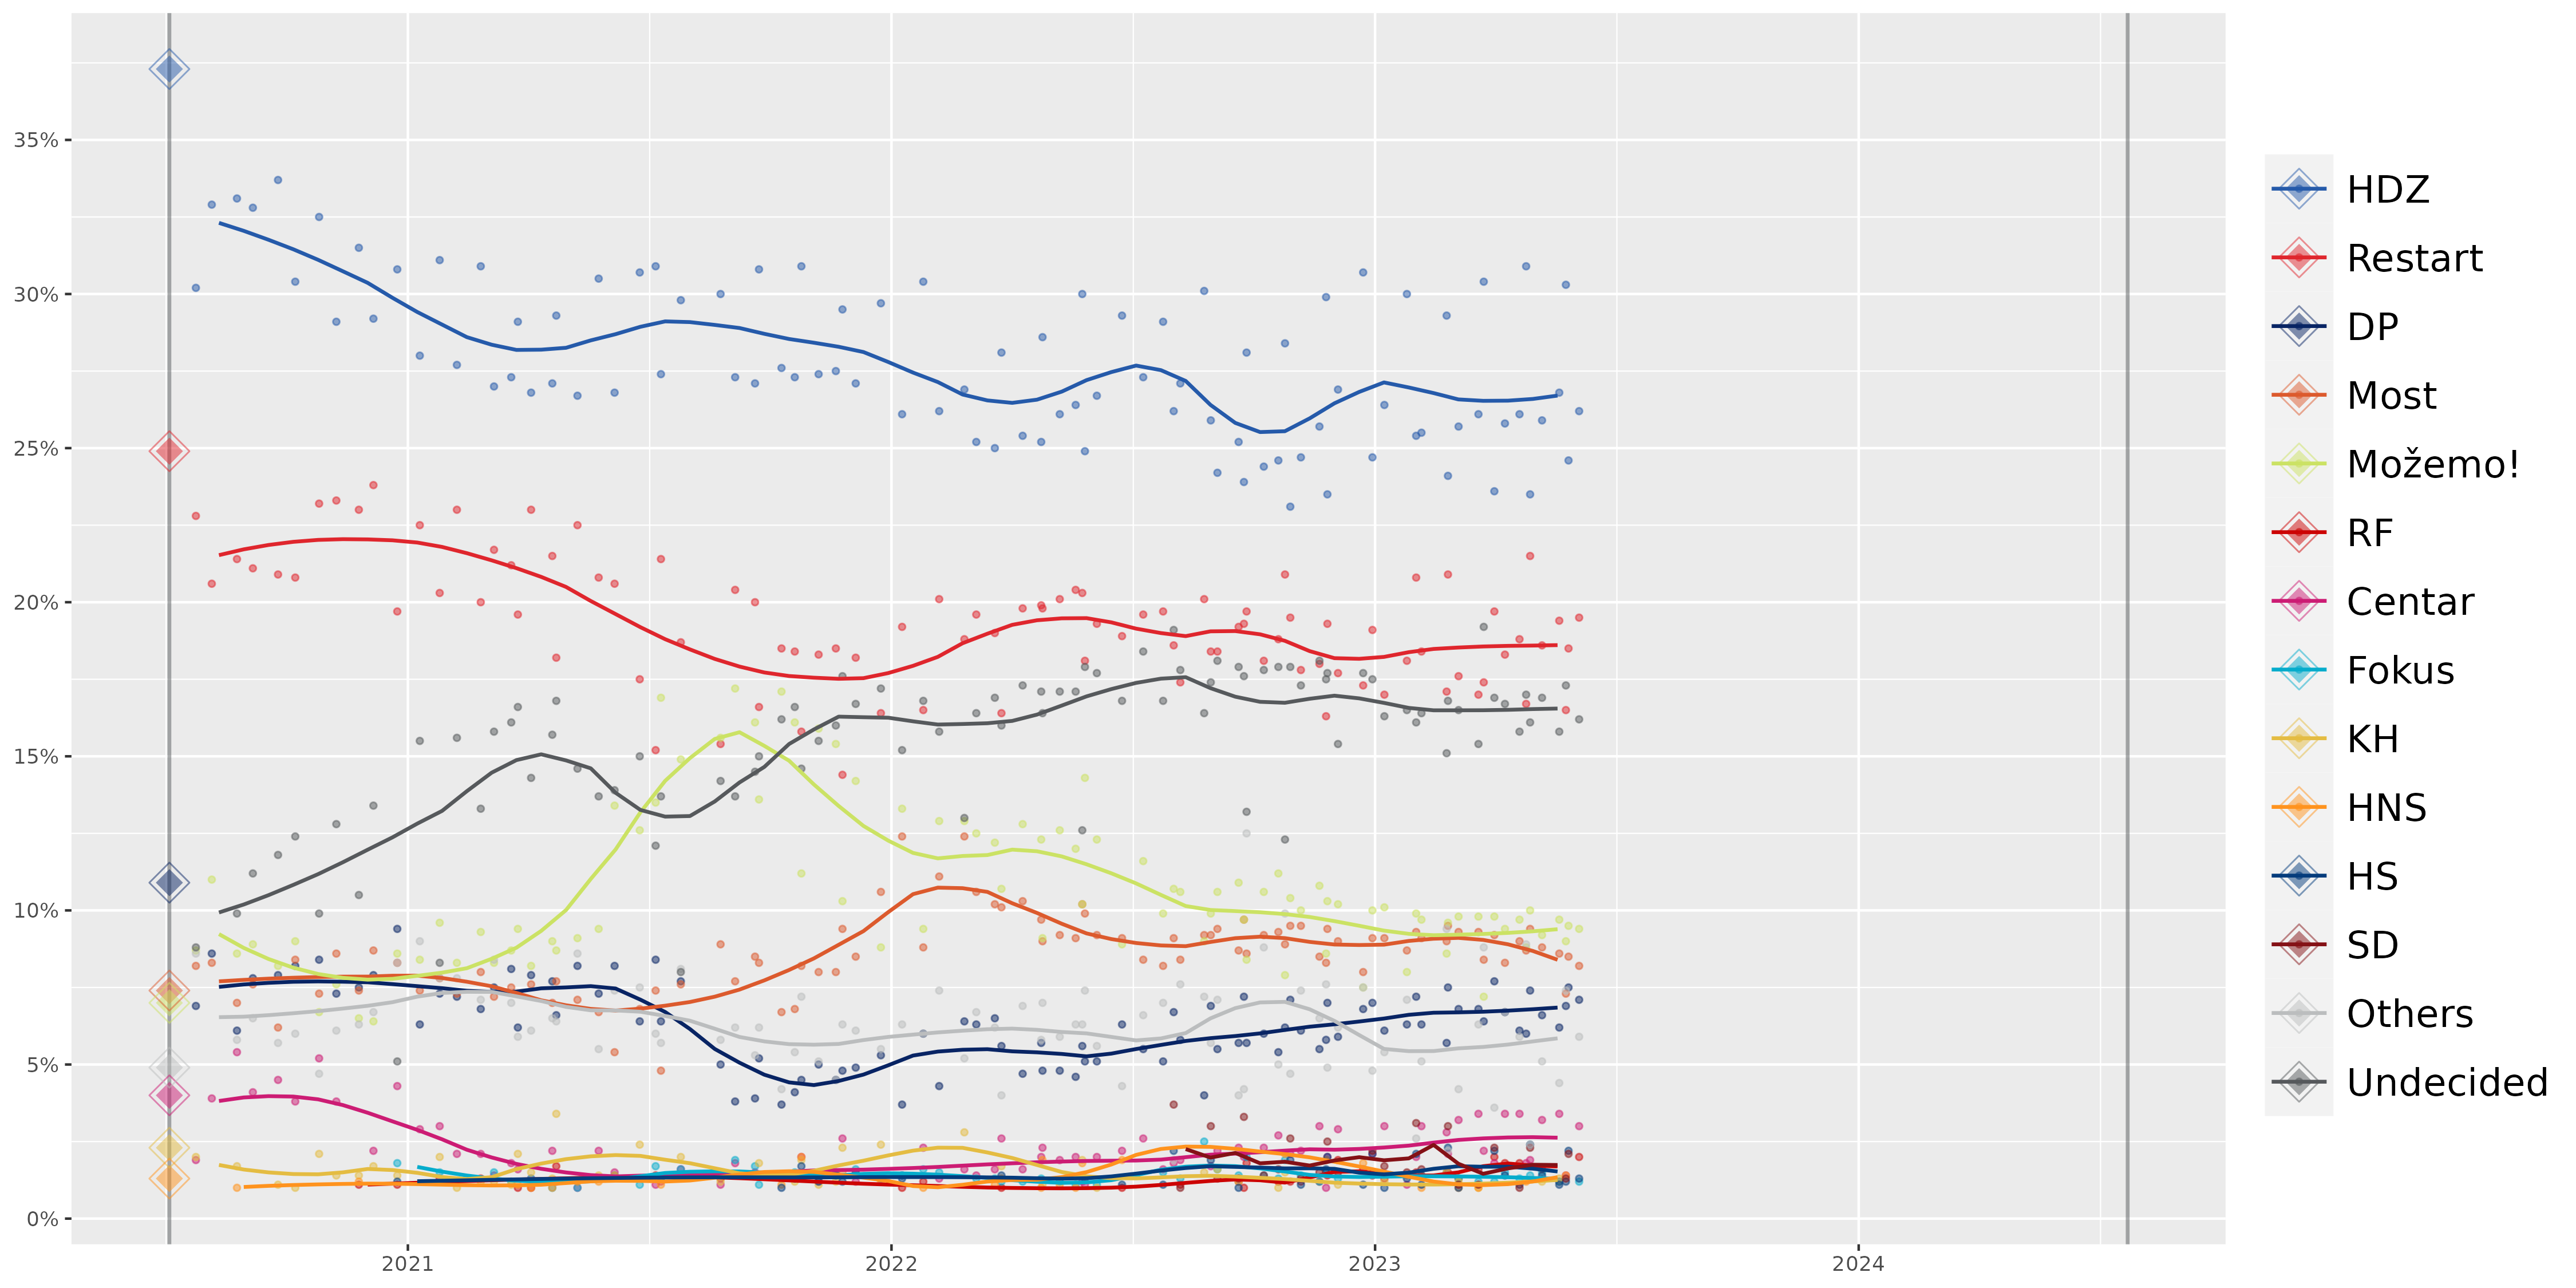 35%
30%
25%
20%
15%
10%
5%
0%
2021
2022
2023
2024
HDZ
Restart
DP
Most
Možemo!
RF
Centar
Fokus
KH
HNS
HS
SD
Others
Undecided